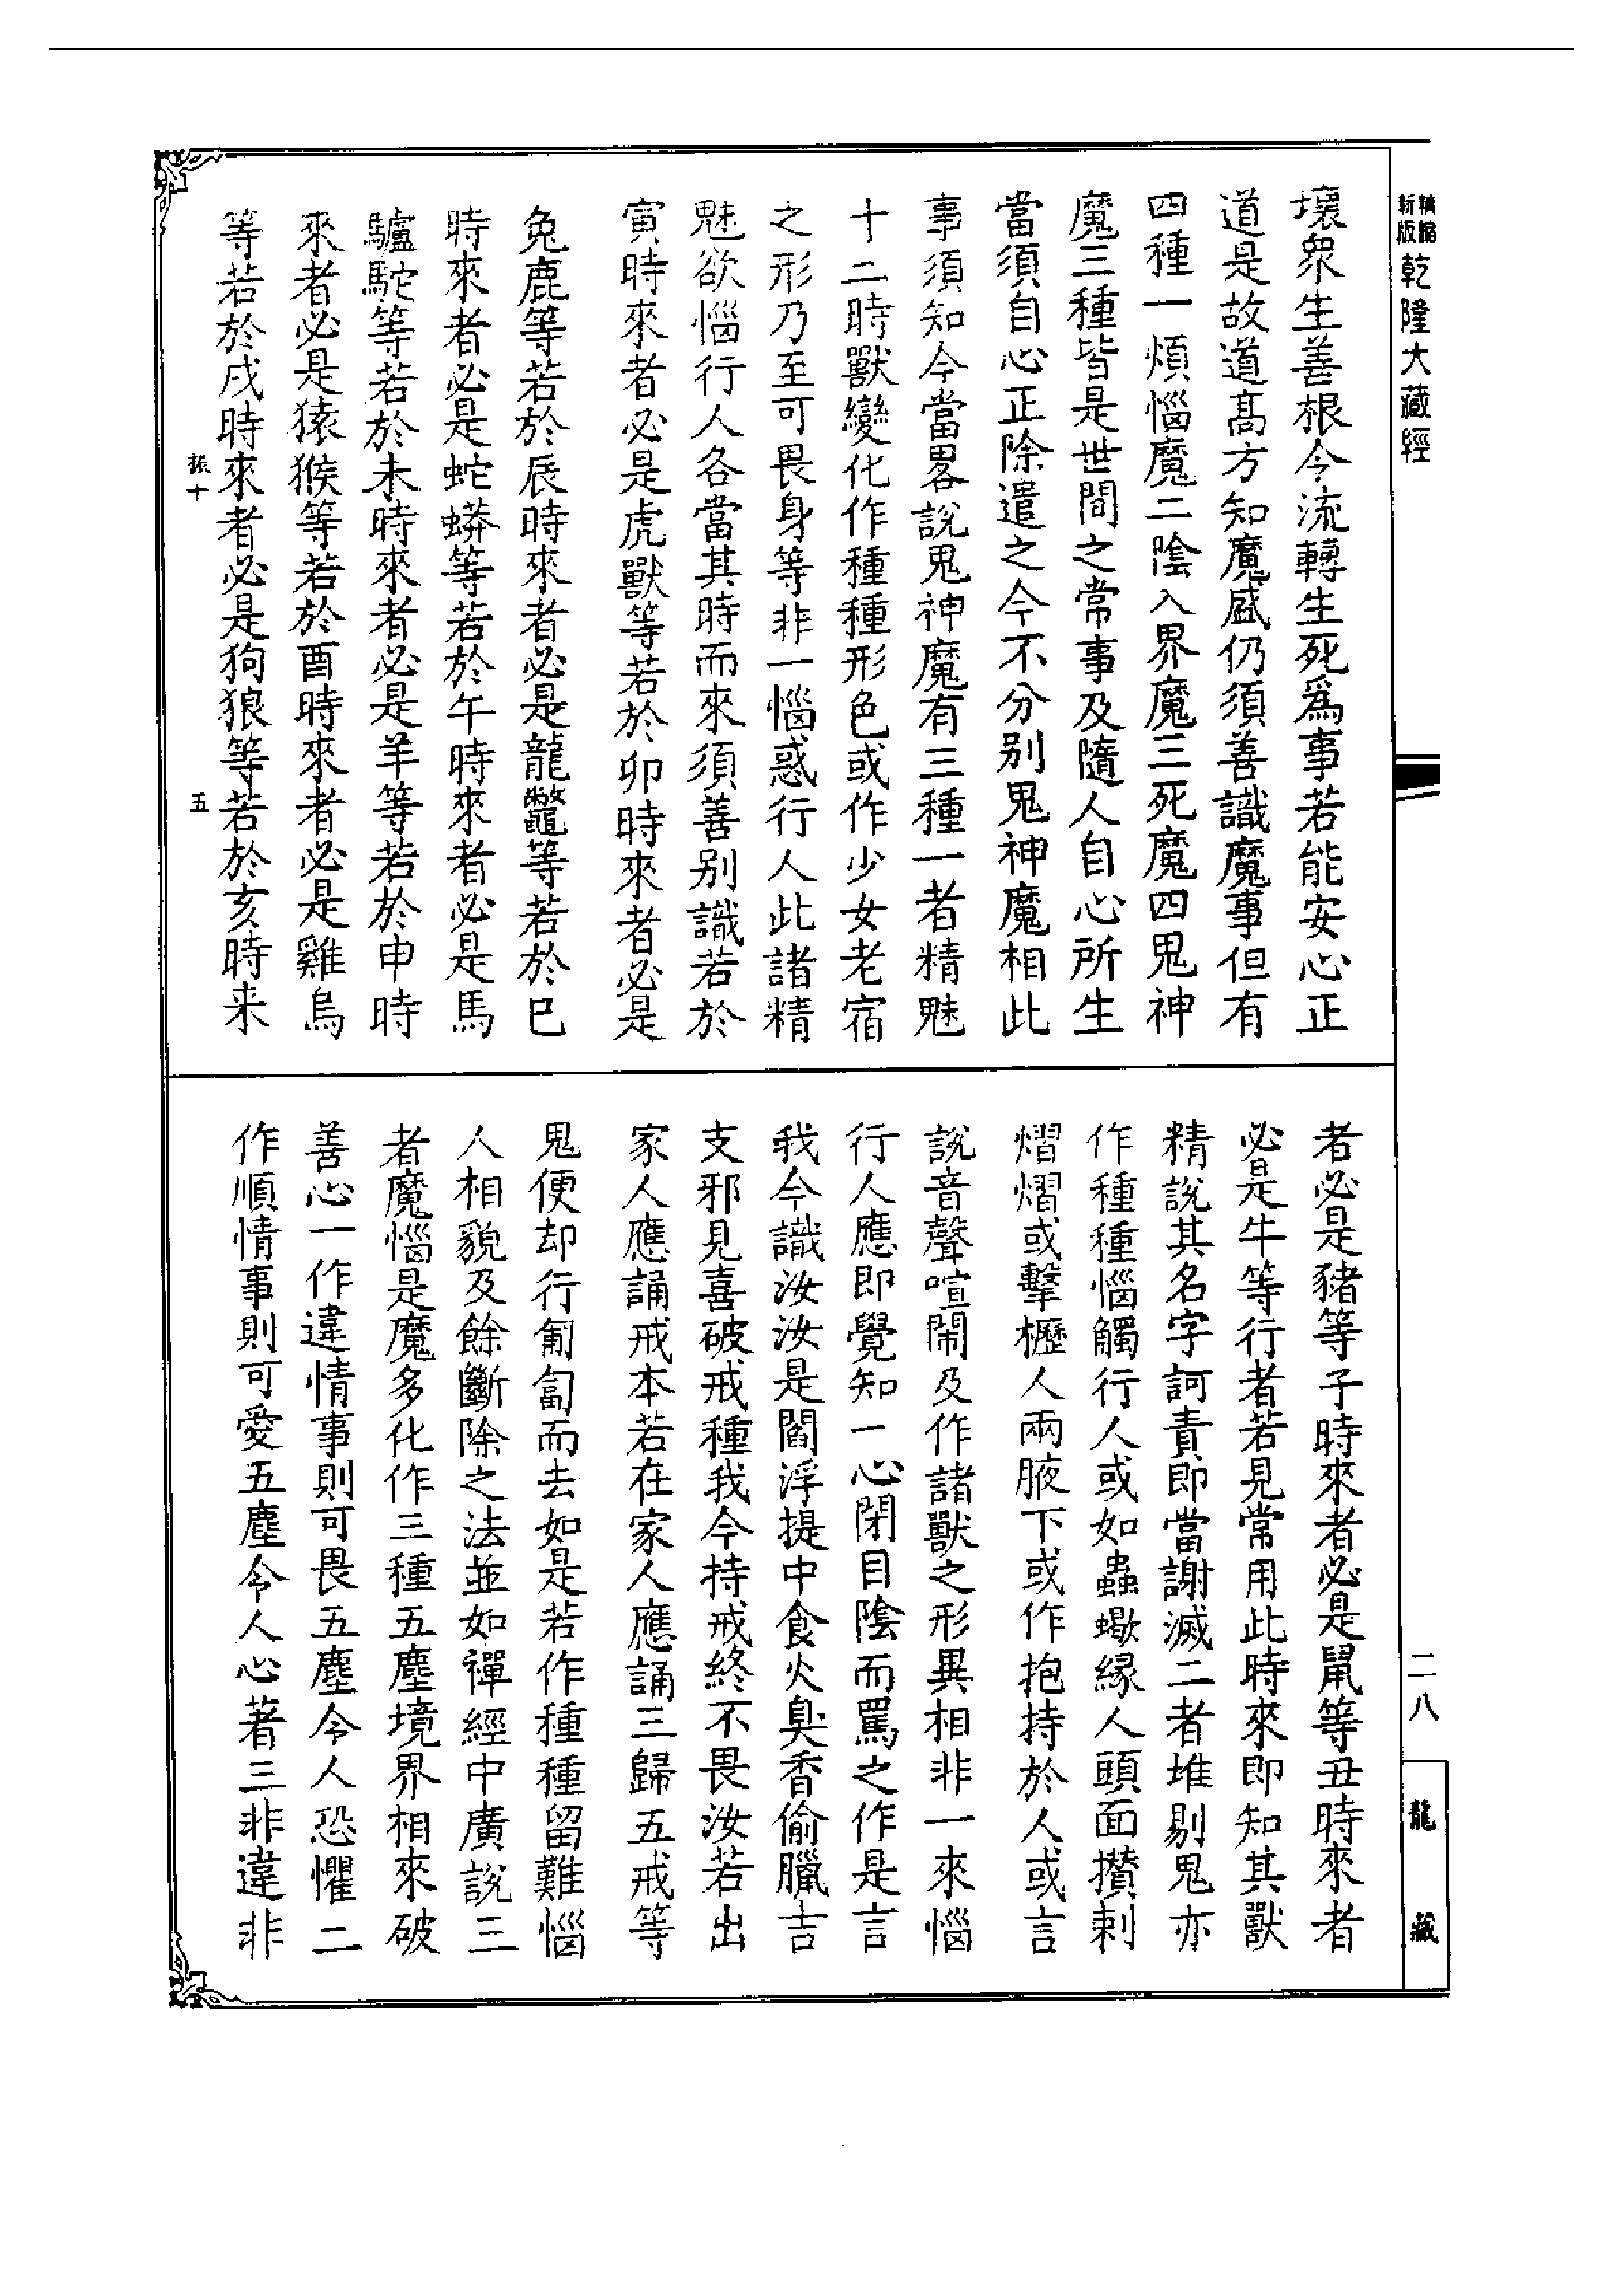 精縮新版乾隆大藏經
壞眾生善根令流轉生死爲事若能安心正
道是故道髙方知魔盛仍須善識魔事但有
四種一煩惱魔二陰入界魔三死魔四鬼神
魔三種皆是世間之常事及隨人自心所生
當須自心正除遣之今不分別鬼神魔相此
事須知今當畧說鬼神魔有三種一者精魅
十二時獸變化作種種形色或作少女老宿
之形乃至可畏身等非一惱惑行人此諸精
魅欲惱行人各當其時而來須善別識若於
寅時來者必是虎獸等若於卯時來者必是
兔鹿等若於辰時來者必是龍鼈等若於巳
時來者必是蛇蟒等若於午時來者必是馬
驢駝等若於未時來者必是羊等若於申時
來者必是猿猴等若於酉時來者必是雞烏
等若於戌時來者必是狗狼等若於亥時来
振十 五
者必是豬等子時來者必是鼠等丑時來者
必是牛等行者若見常用此時來即知其獸
精說其名字訶責即當謝滅二者堆剔鬼亦
作種種惱觸行人或如蟲蝎緣人頭面攢刺
熠熠或擊櫪人兩腋下或作抱持於人或言
說音聲喧鬧及作諸獸之形異相非一來惱
行人應即覺知一心閉目陰而罵之作是言
我今識汝汝是閻浮提中食火臭香偷臘吉
支邪見喜破戒種我今持戒終不畏汝若出
家人應誦戒本若在家人應誦三歸五戒等
鬼便却行匍匐而去如是若作種種留難惱
人相貌及餘斷除之法並如禪經中廣說三
者魔惱是魔多化作三種五塵境界相來破
善心一作違情事則可畏五塵令人恐懼二
作順情事則可愛五塵令人心著三非違非
二八
龍藏